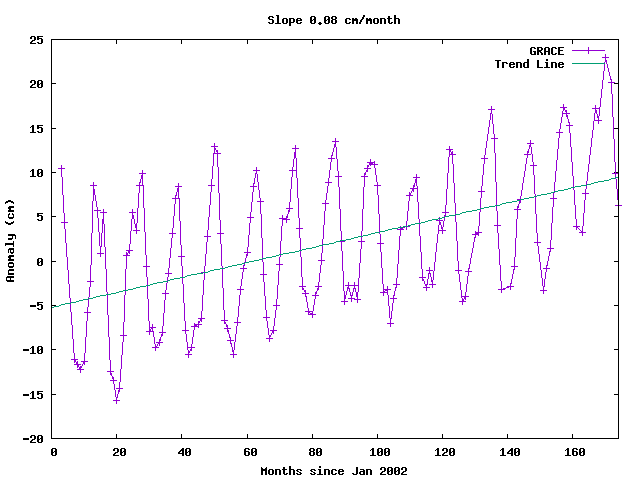 Slope 0.08 cm/month
25
20
15
10
5
0
-5
-10
-15
-20
Anomaly (cm)
GRACE
Trend Line
0 20 40 60 80 100 120 140 160
Months since Jan 2002